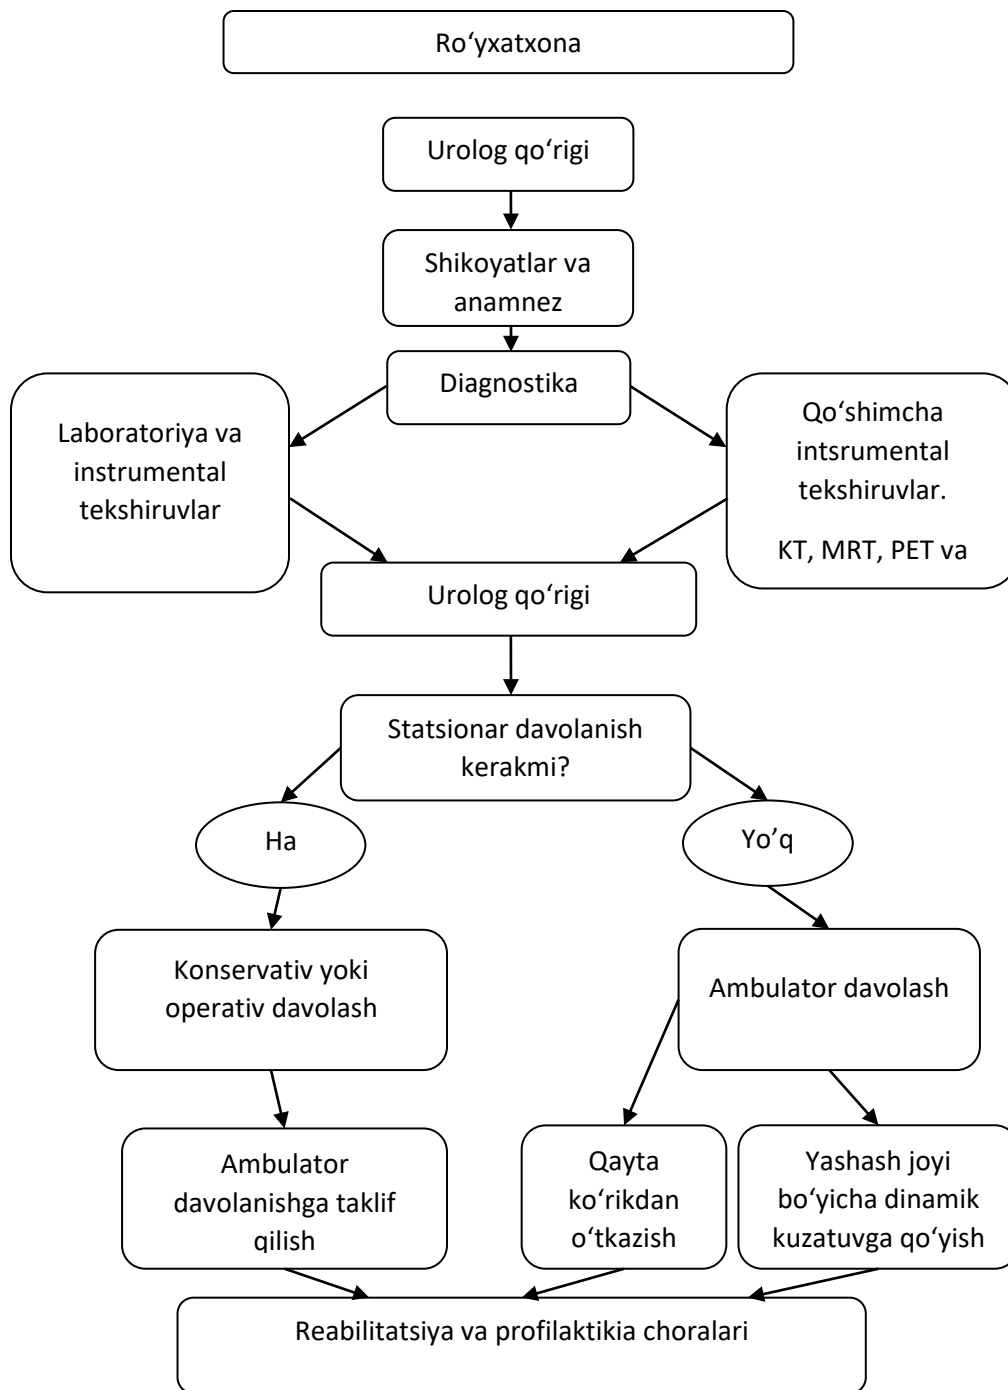 Ro‘yxatxona
Urolog qo‘rigi
Shikoyatlar va
anamnez
Diagnostika
Laboratoriya va
instrumental
tekshiruvlar
Qo‘shimcha
intsrumental
tekshiruvlar.
KT, MRT, PET va
Urolog qo‘rigi
Statsionar davolanish
kerakmi?
Ha
Yo’q
Konservativ yoki
operativ davolash
Ambulator davolash
Ambulator
davolanishga taklif
qilish
Qayta
ko‘rikdan
o‘tkazish
Yashash joyi
bo‘yicha dinamik
kuzatuvga qo‘yish
Reabilitatsiya va profilaktikia choralari